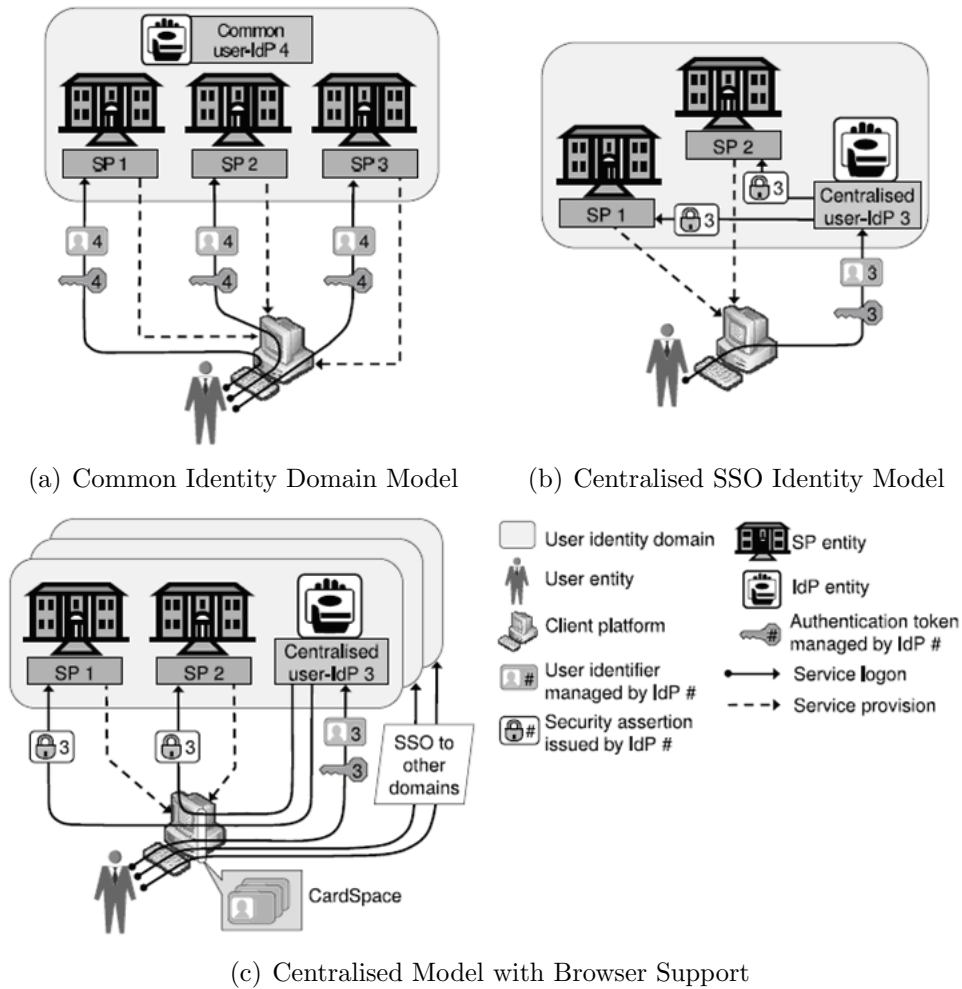 Common
user-IdP 4
SP 1
SP 2
SP 3
4
4
4
4
4
4
(a) Common Identity Domain Model
SP 2
SP 1
Centralised
user-IdP 3
3
3
3
3
(b) Centralised SSO Identity Model
SP 1
SP 2
Centralised
user-IdP 3
3
3
3
3
SSO to
other
domains
CardSpace
(c) Centralised Model with Browser Support
User identity domain
User entity
Client platform
#
User identifier
managed by IdP #
#
Security assertion
issued by IdP #
SP entity
IdP entity
#
Authentication token
managed by IdP #
Service logon
Service provision